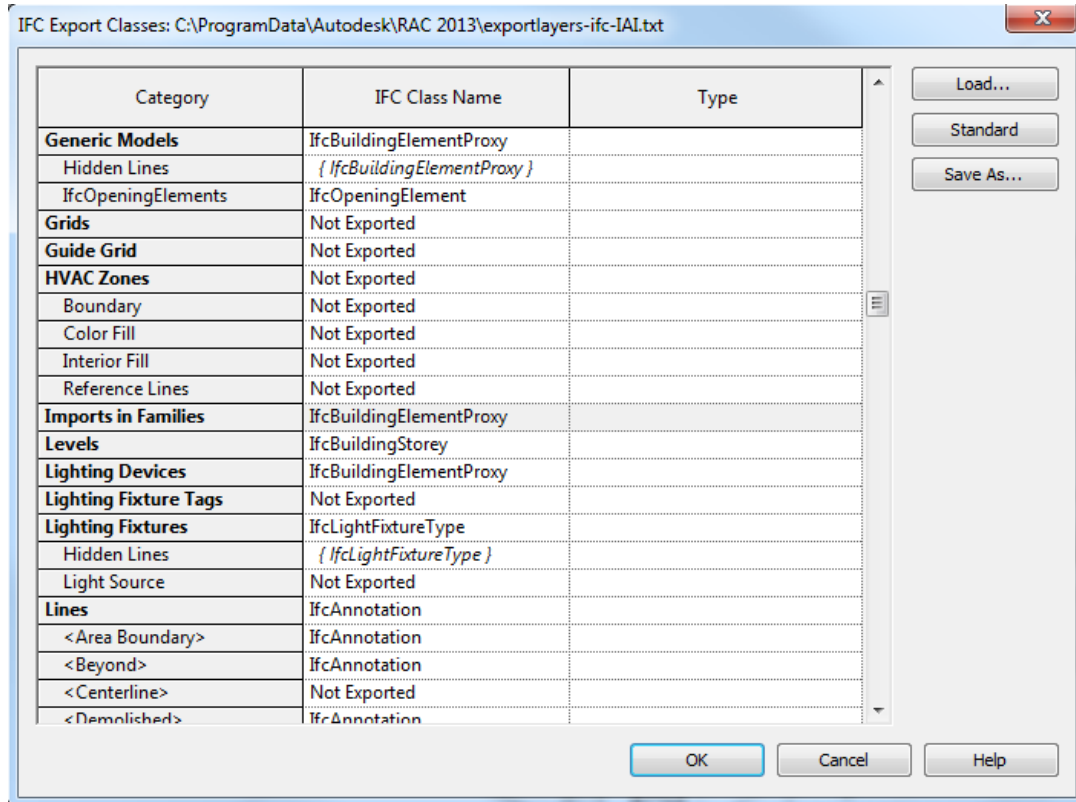 IFC Export Classes: C:\ProgramData\Autodesk\RAC 2013\exportlayers-ifc-IAI.txt
Category IFC Class Name Type
Generic Models IfcBuildingElementProxy
Hidden Lines { IfcBuildingElementProxy }
IfcOpeningElements IfcOpeningElement
Grids Not Exported
Guide Grid Not Exported
HVAC Zones Not Exported
Boundary Not Exported
Color Fill Not Exported
Interior Fill Not Exported
Reference Lines Not Exported
Imports in Families IfcBuildingElementProxy
Levels IfcBuildingStorey
Lighting Devices IfcBuildingElementProxy
Lighting Fixture Tags Not Exported
Lighting Fixtures IfcLightFixtureType
Hidden Lines { IfcLightFixtureType }
Light Source Not Exported
Lines IfcAnnotation
<Area Boundary> IfcAnnotation
<Beyond> IfcAnnotation
<Centerline> Not Exported
<Demolished> IfcAnnotation
Load...
Standard
Save As...
OK Cancel Help